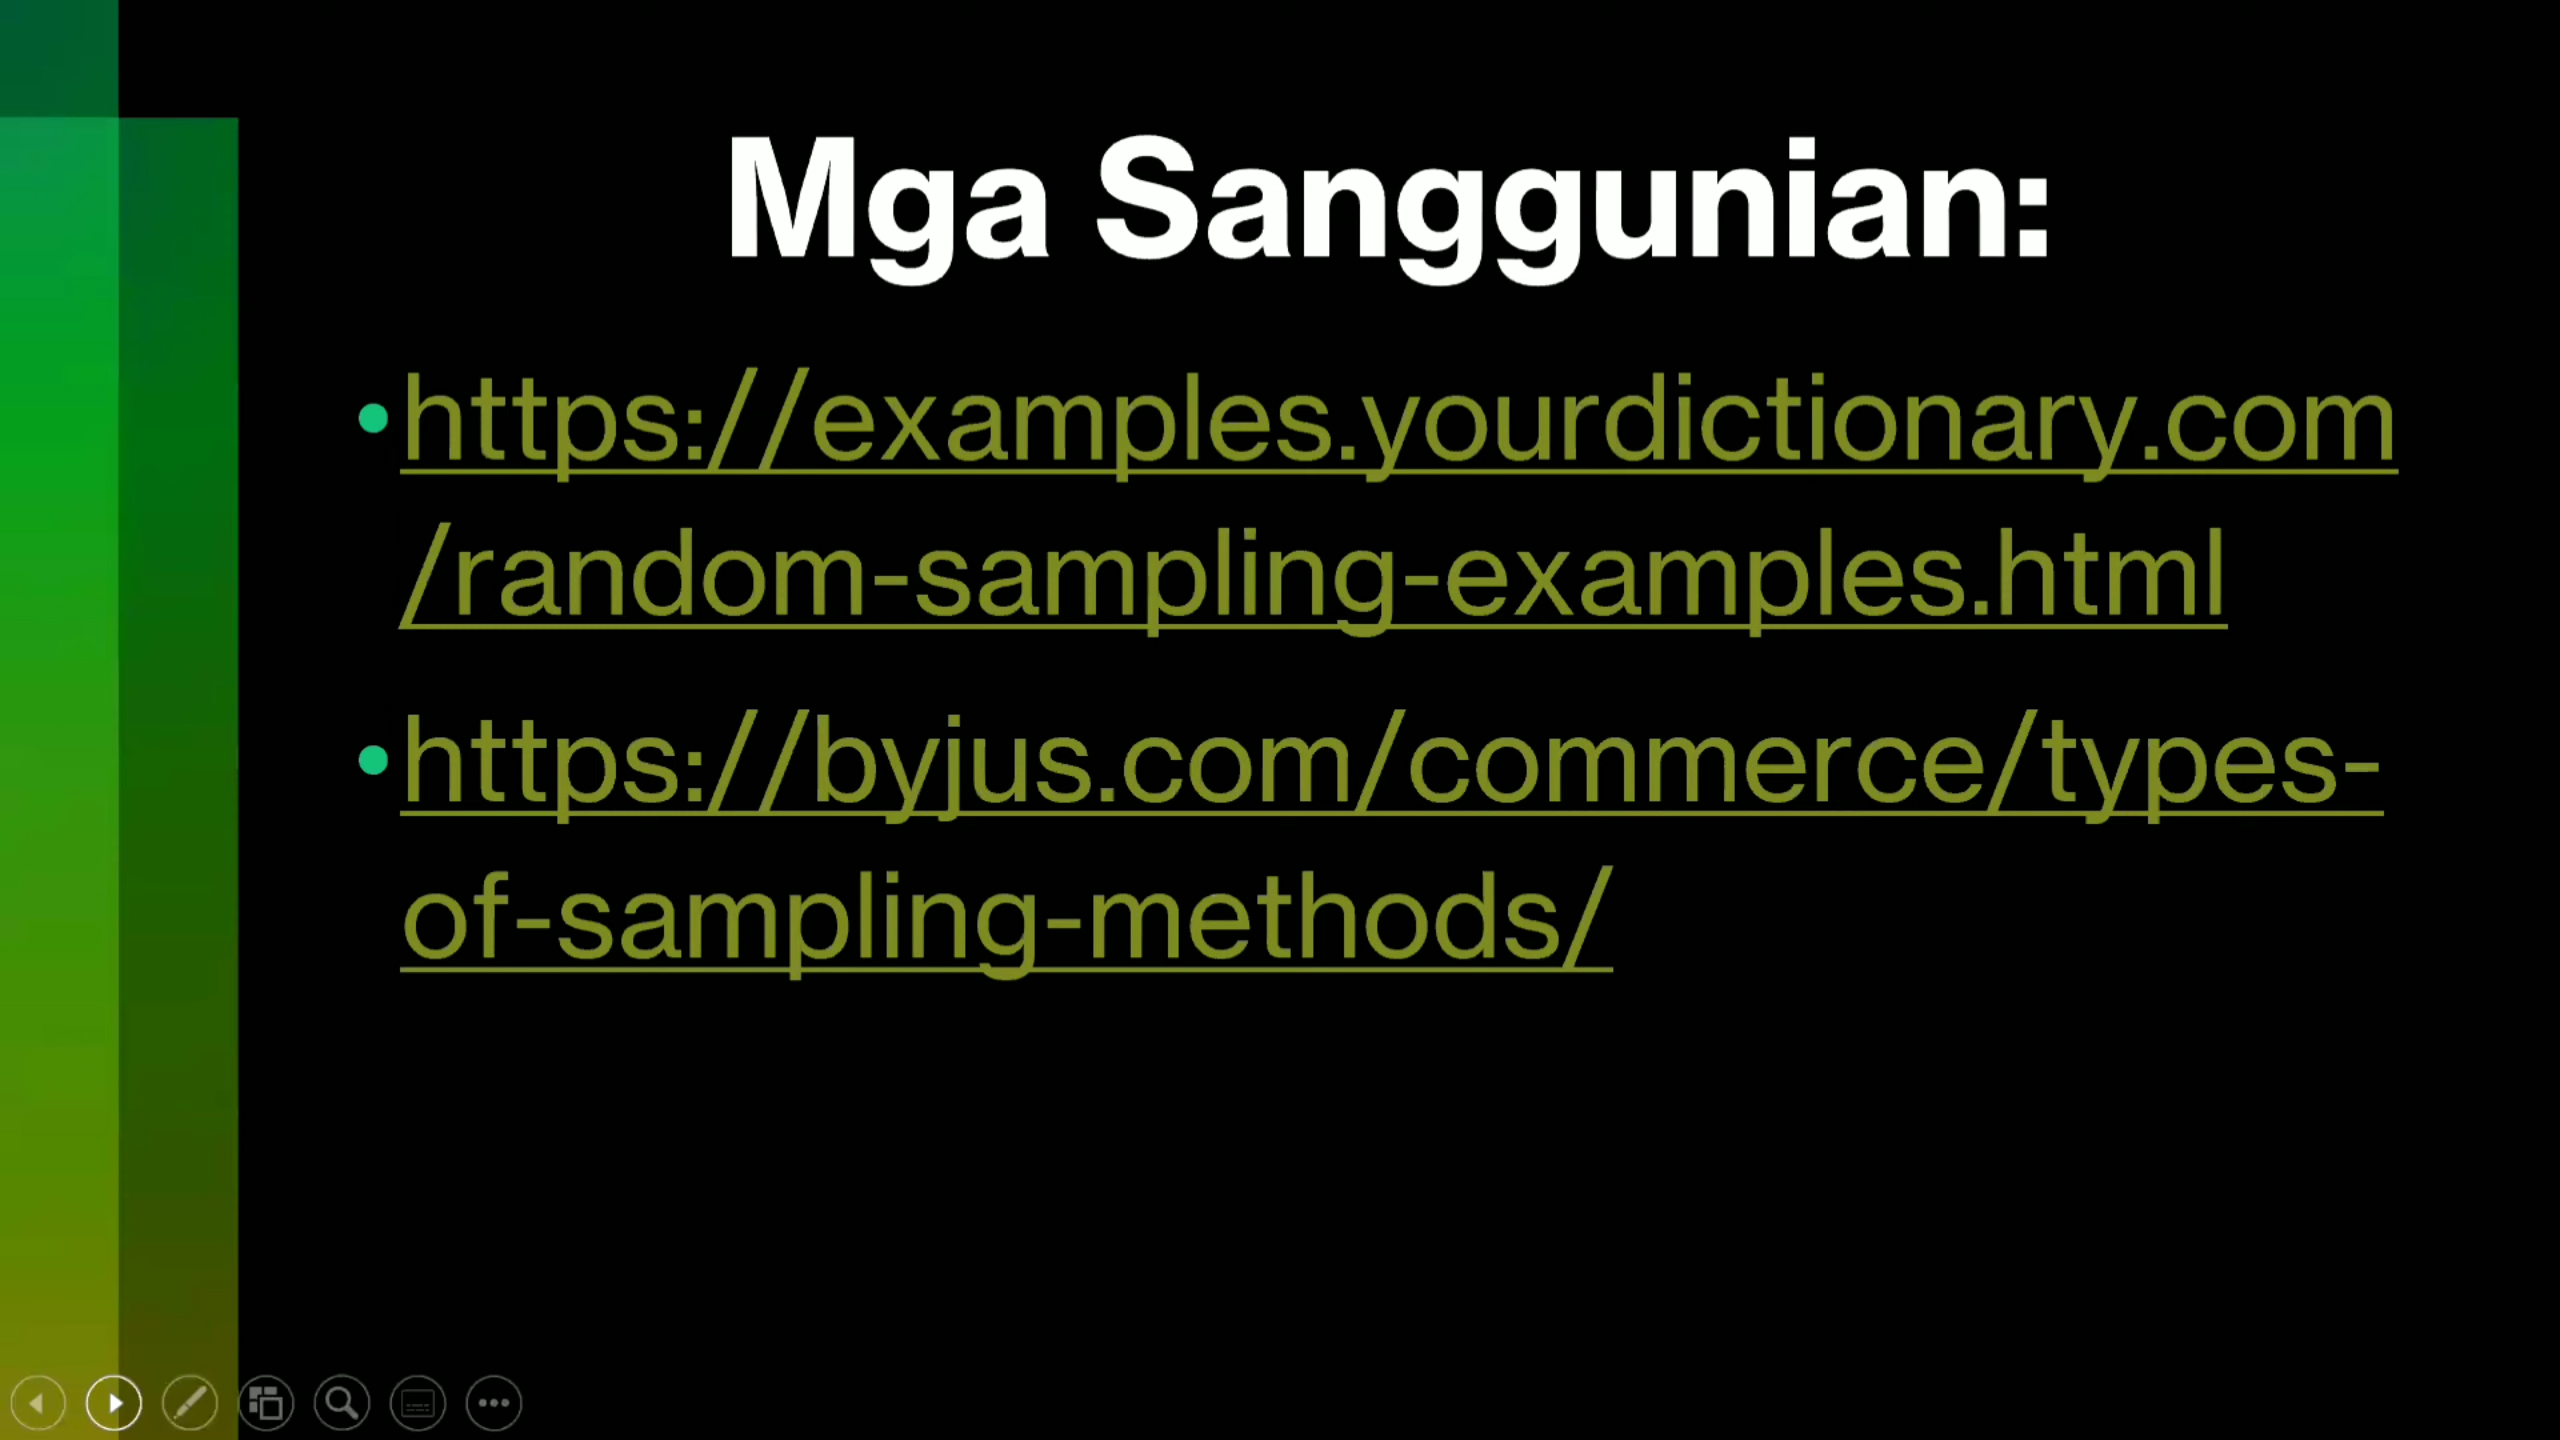 Mga Sanggunian:
•https://examples.yourdictionary.com
/random-sampling-examples.html
•https://byjus.com/commerce/types-
of-sampling-methods/